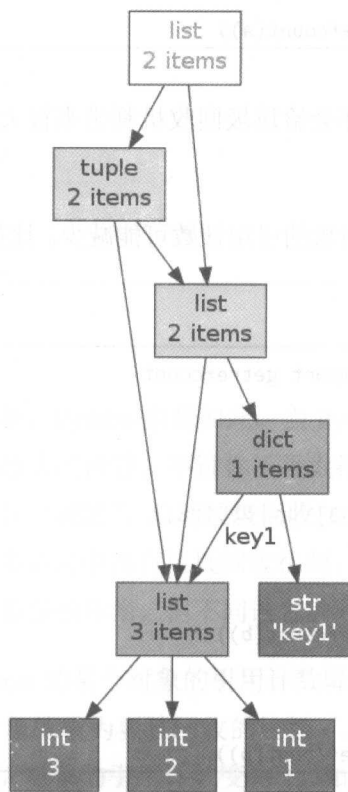 list
2 items
tuple
2 items
list
2 items
dict
1 items
key1
list
3 items
str
'key1'
int
3
int
2
int
1